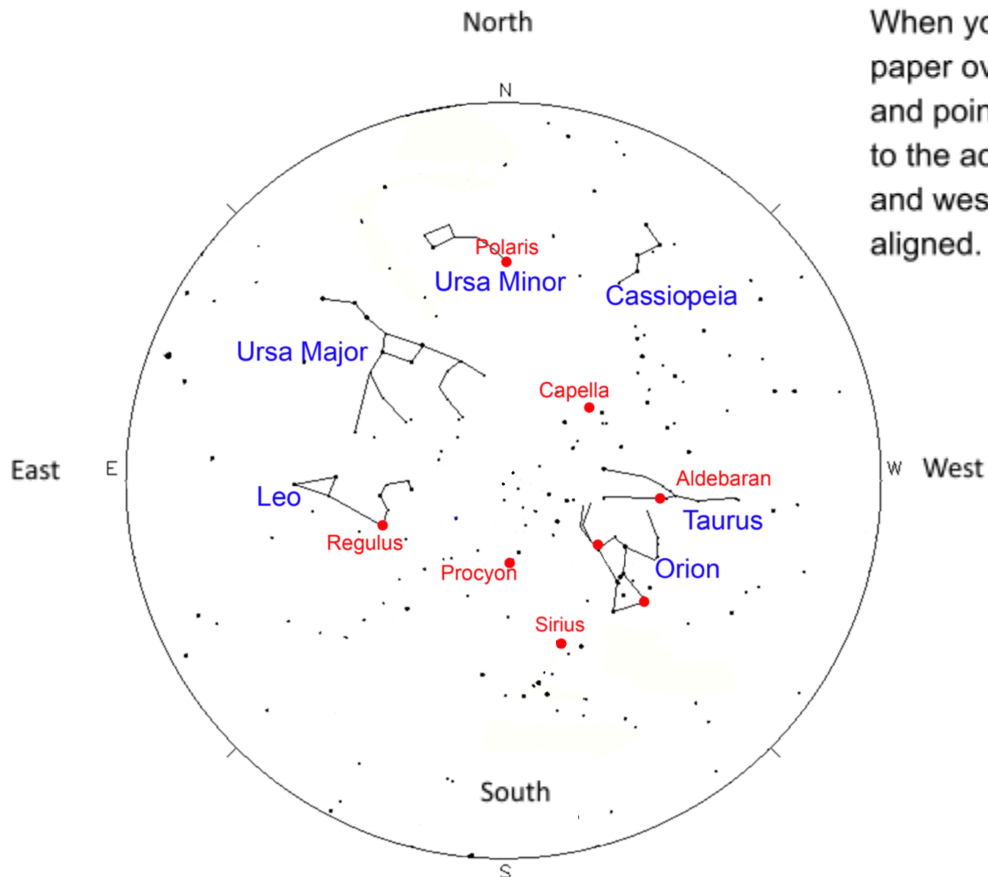 North
When yo
paper ov
and poin
to the ac
and wes
aligned.
N
Polaris
Ursa Minor
Cassiopeia
Ursa Major
Capella
East
E
W
West
Aldebaran
Leo
Taurus
Regulus
Procyon
Orion
Sirius
South
S